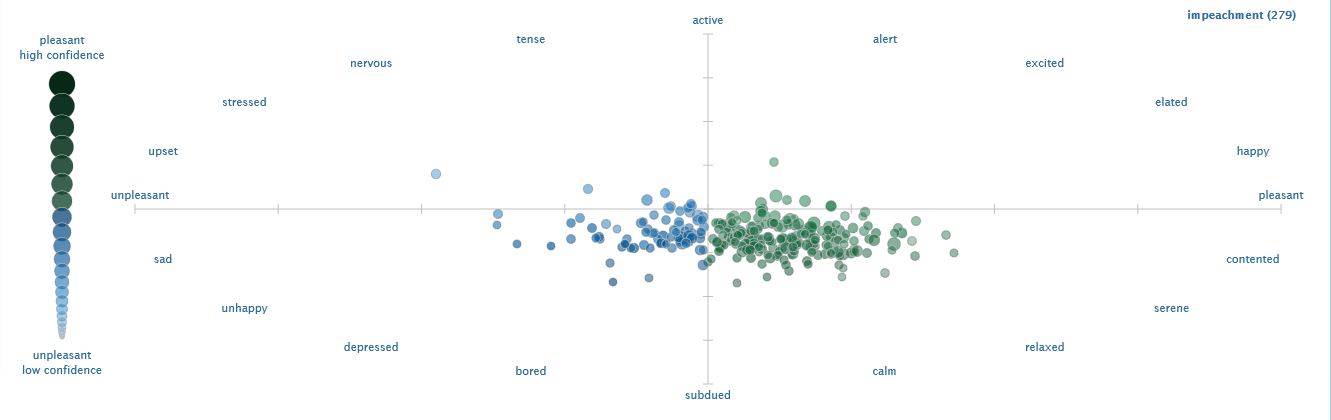 impeachment (279)
active
pleasant
high confidence
tense
alert
nervous
excited
stressed
elated
upset
happy
unpleasant
pleasant
sad
contented
unhappy
serene
depressed
relaxed
unpleasant
low confidence
bored
calm
subdued